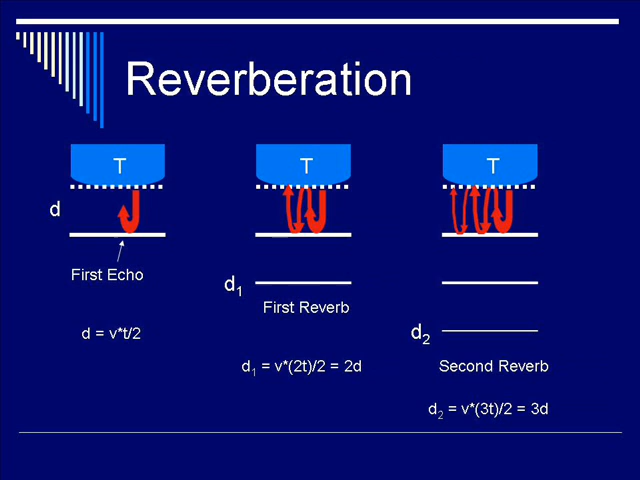 Reverberation
T
T
T
d
First Echo
d = v*t/2
d₁
First Reverb
d₁ = v*(2t)/2 = 2d
d₂
Second Reverb
d₂ = v*(3t)/2 = 3d